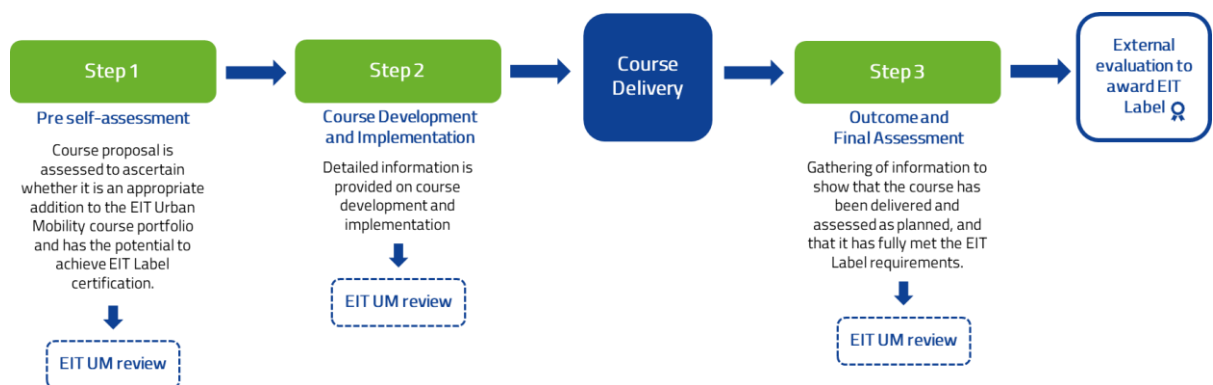 Step 1
Pre self-assessment
Course proposal is
assessed to ascertain
whether it is an appropriate
addition to the EIT Urban
Mobility course portfolio
and has the potential to
achieve EIT Label
certification.
EIT UM review
Step 2
Course Development
and Implementation
Detailed information is
provided on course
development and
implementation
EIT UM review
Course
Delivery
Step 3
Outcome and
Final Assessment
Gathering of information to
show that the course has
been delivered and
assessed as planned, and
that it has fully met the EIT
Label requirements.
EIT UM review
External
evaluation to
award EIT
Label